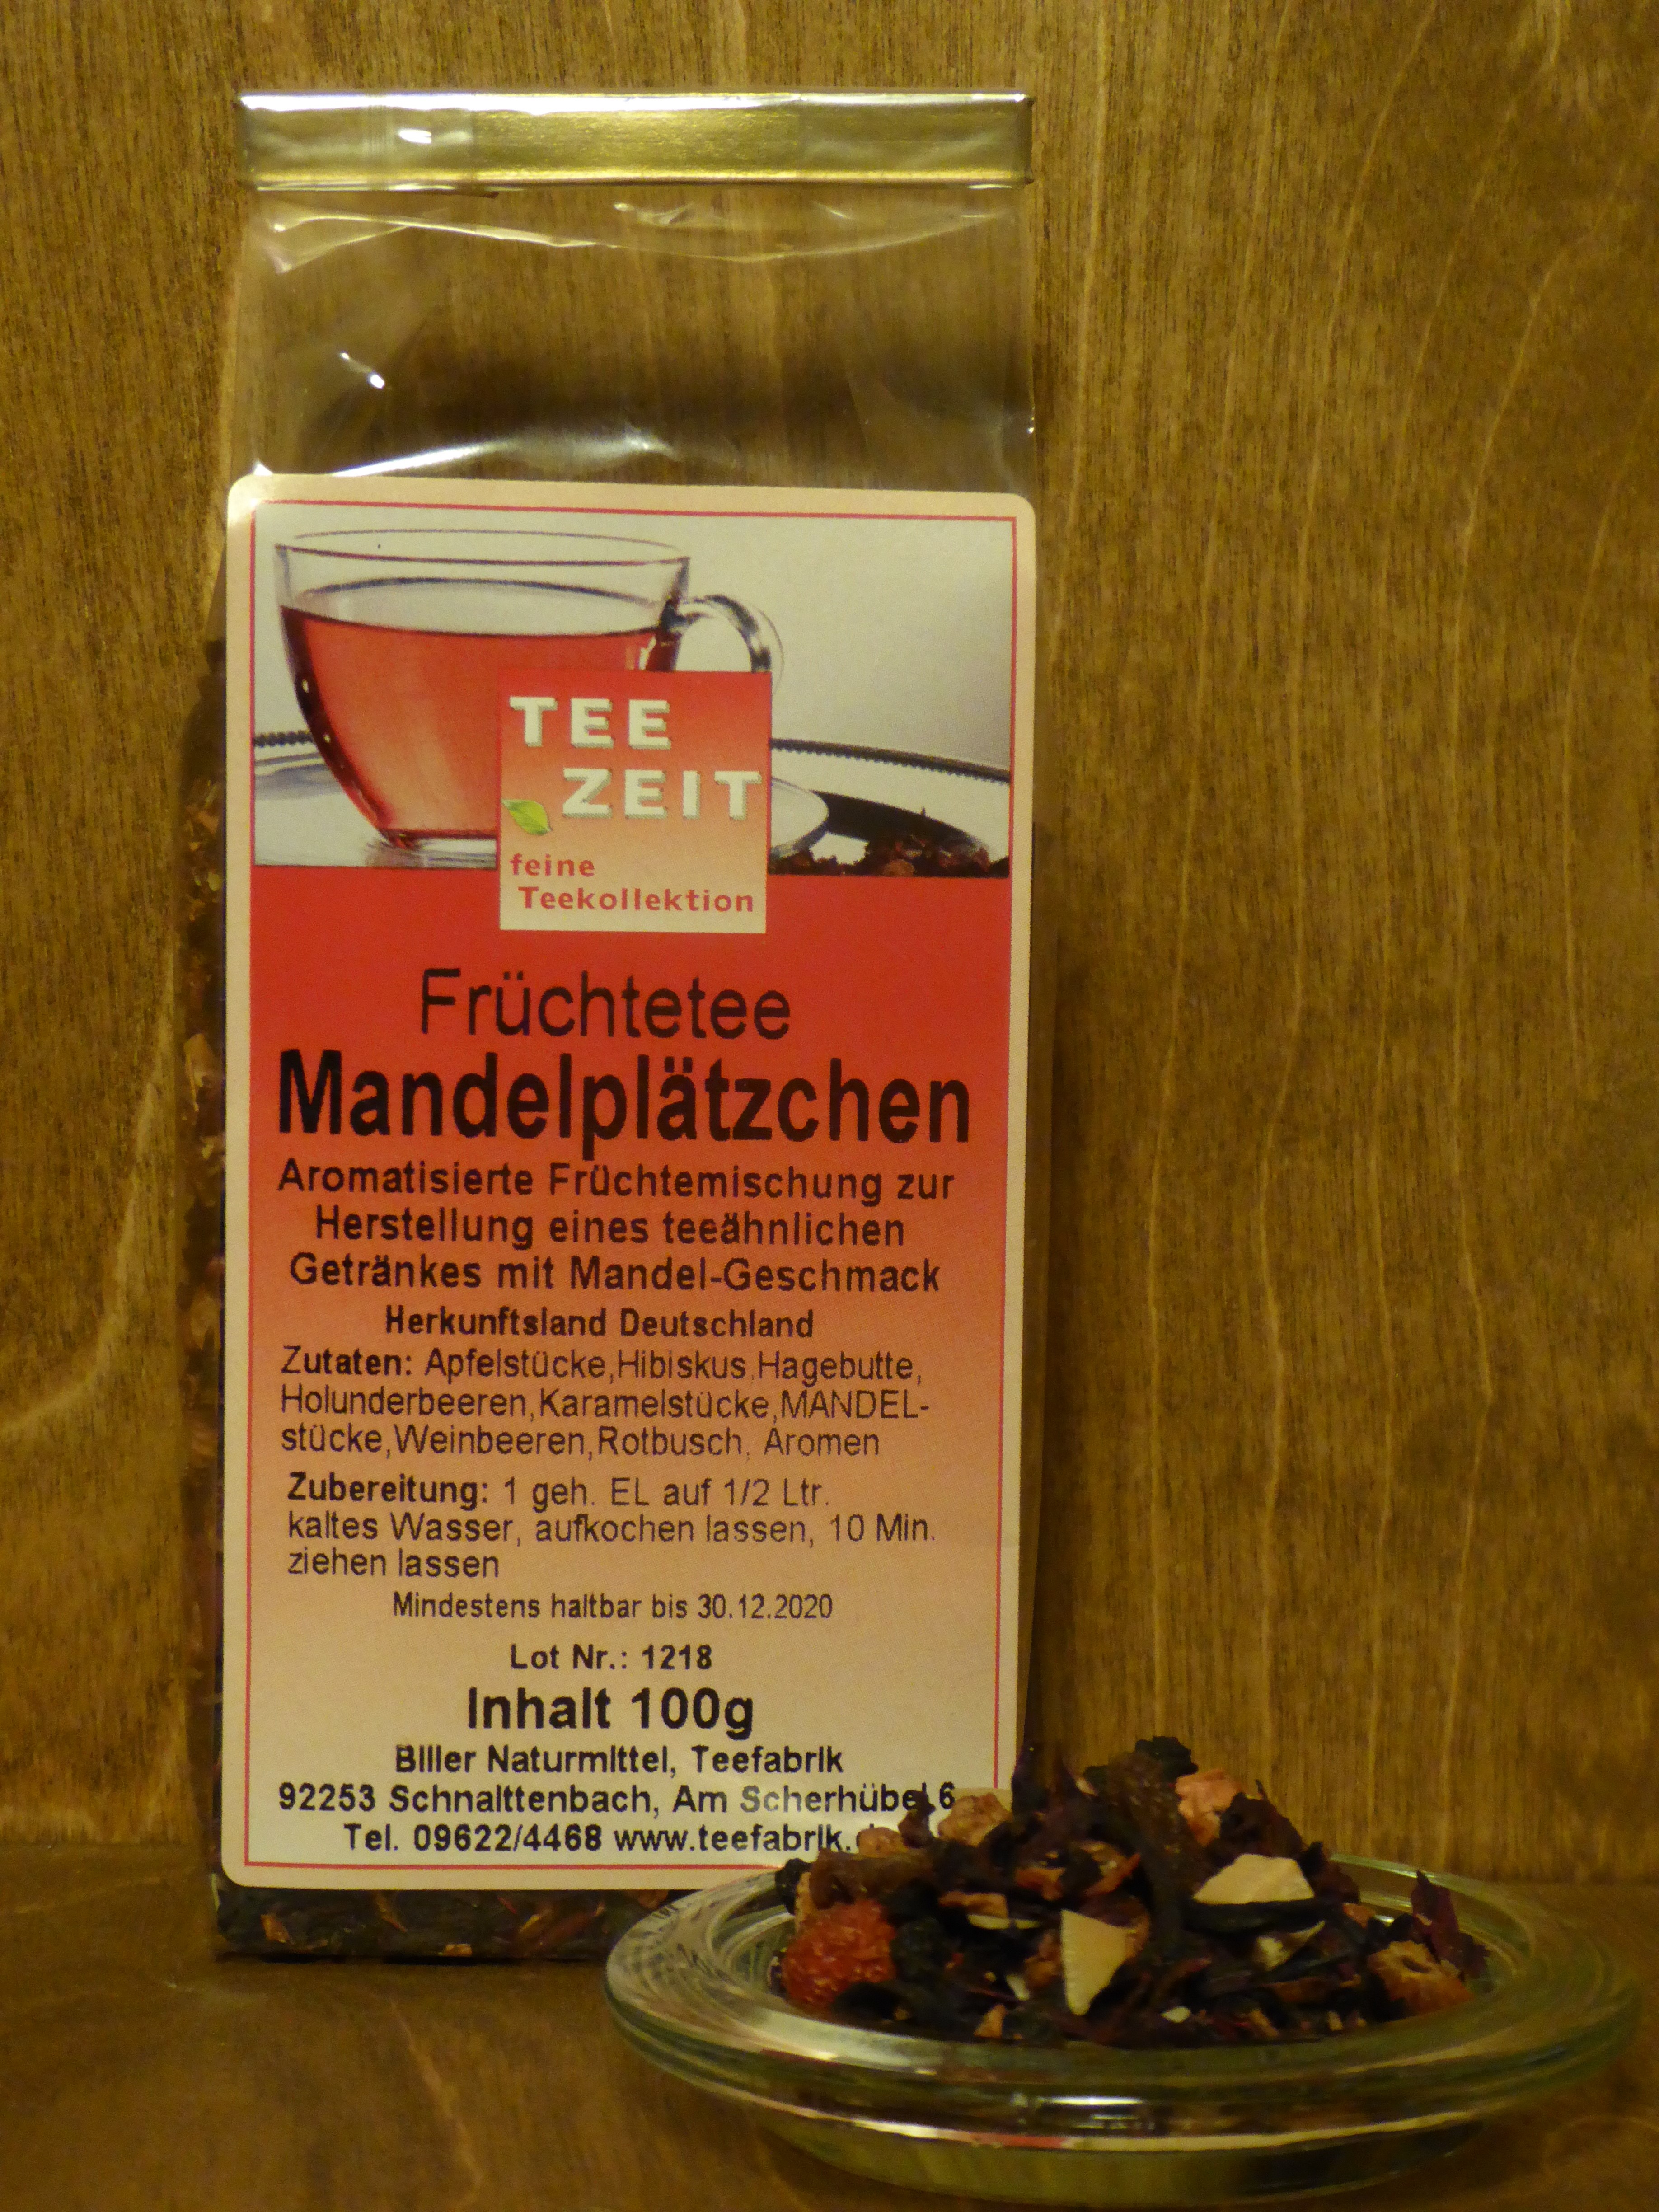 TEE
ZEIT
feine
Teekollektion
Früchtetee
Mandelplätzchen
Aromatisierte Früchtemischung zur
Herstellung eines teeähnlichen
Getränkes mit Mandel-Geschmack
Herkunftsland Deutschland
Zutaten: Apfelstücke,Hibiskus,Hagebutte,
Holunderbeeren,Karamelstücke,MANDEL-
stücke,Weinbeeren,Rotbusch, Aromen
Zubereitung: 1 geh. EL auf 1/2 Ltr.
kaltes Wasser, aufkochen lassen, 10 Min.
ziehen lassen
Mindestens haltbar bis 30.12.2020
Lot Nr.: 1218
Inhalt 100g
Biller Naturmittel, Teefabrik
92253 Schnaittenbach, Am Scherhübel 6
Tel. 09622/4468 www.teefabrik.